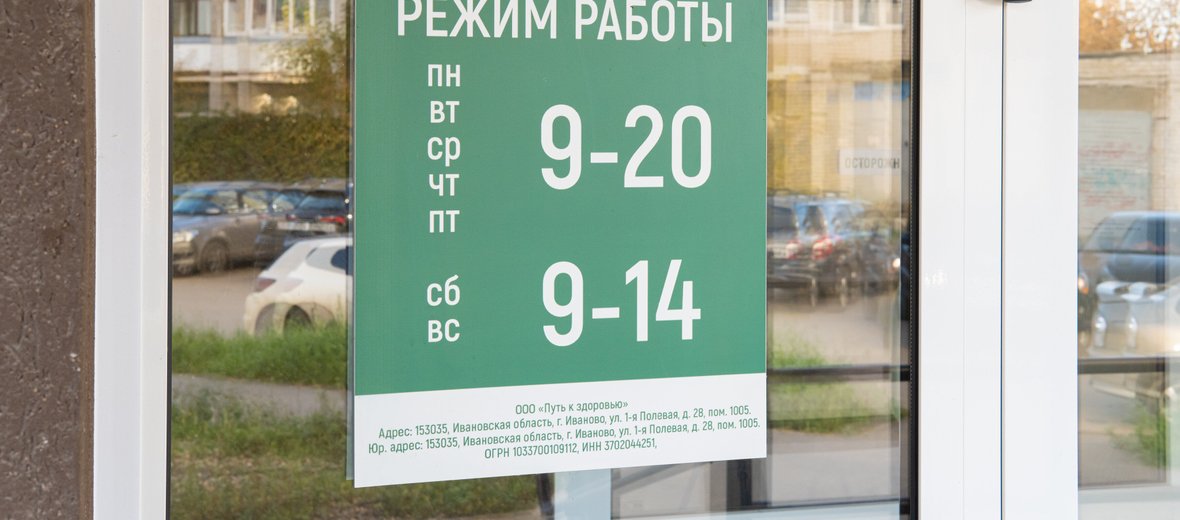 РЕЖИМ РАБОТЫ
пн
вт
ср
чт
пт
9-20
сб
вс
9-14
ООО «Путь к здоровью»
Адрес: 153035, Ивановская область, г. Иваново, ул. 1-я Полевая, д. 28, пом. 1005.
Юр. адрес: 153035, Ивановская область, г. Иваново, ул. 1-я Полевая, д. 28, пом. 1005.
ОГРН 1033700109112, ИНН 3702044251,
ОСТОРОЖН